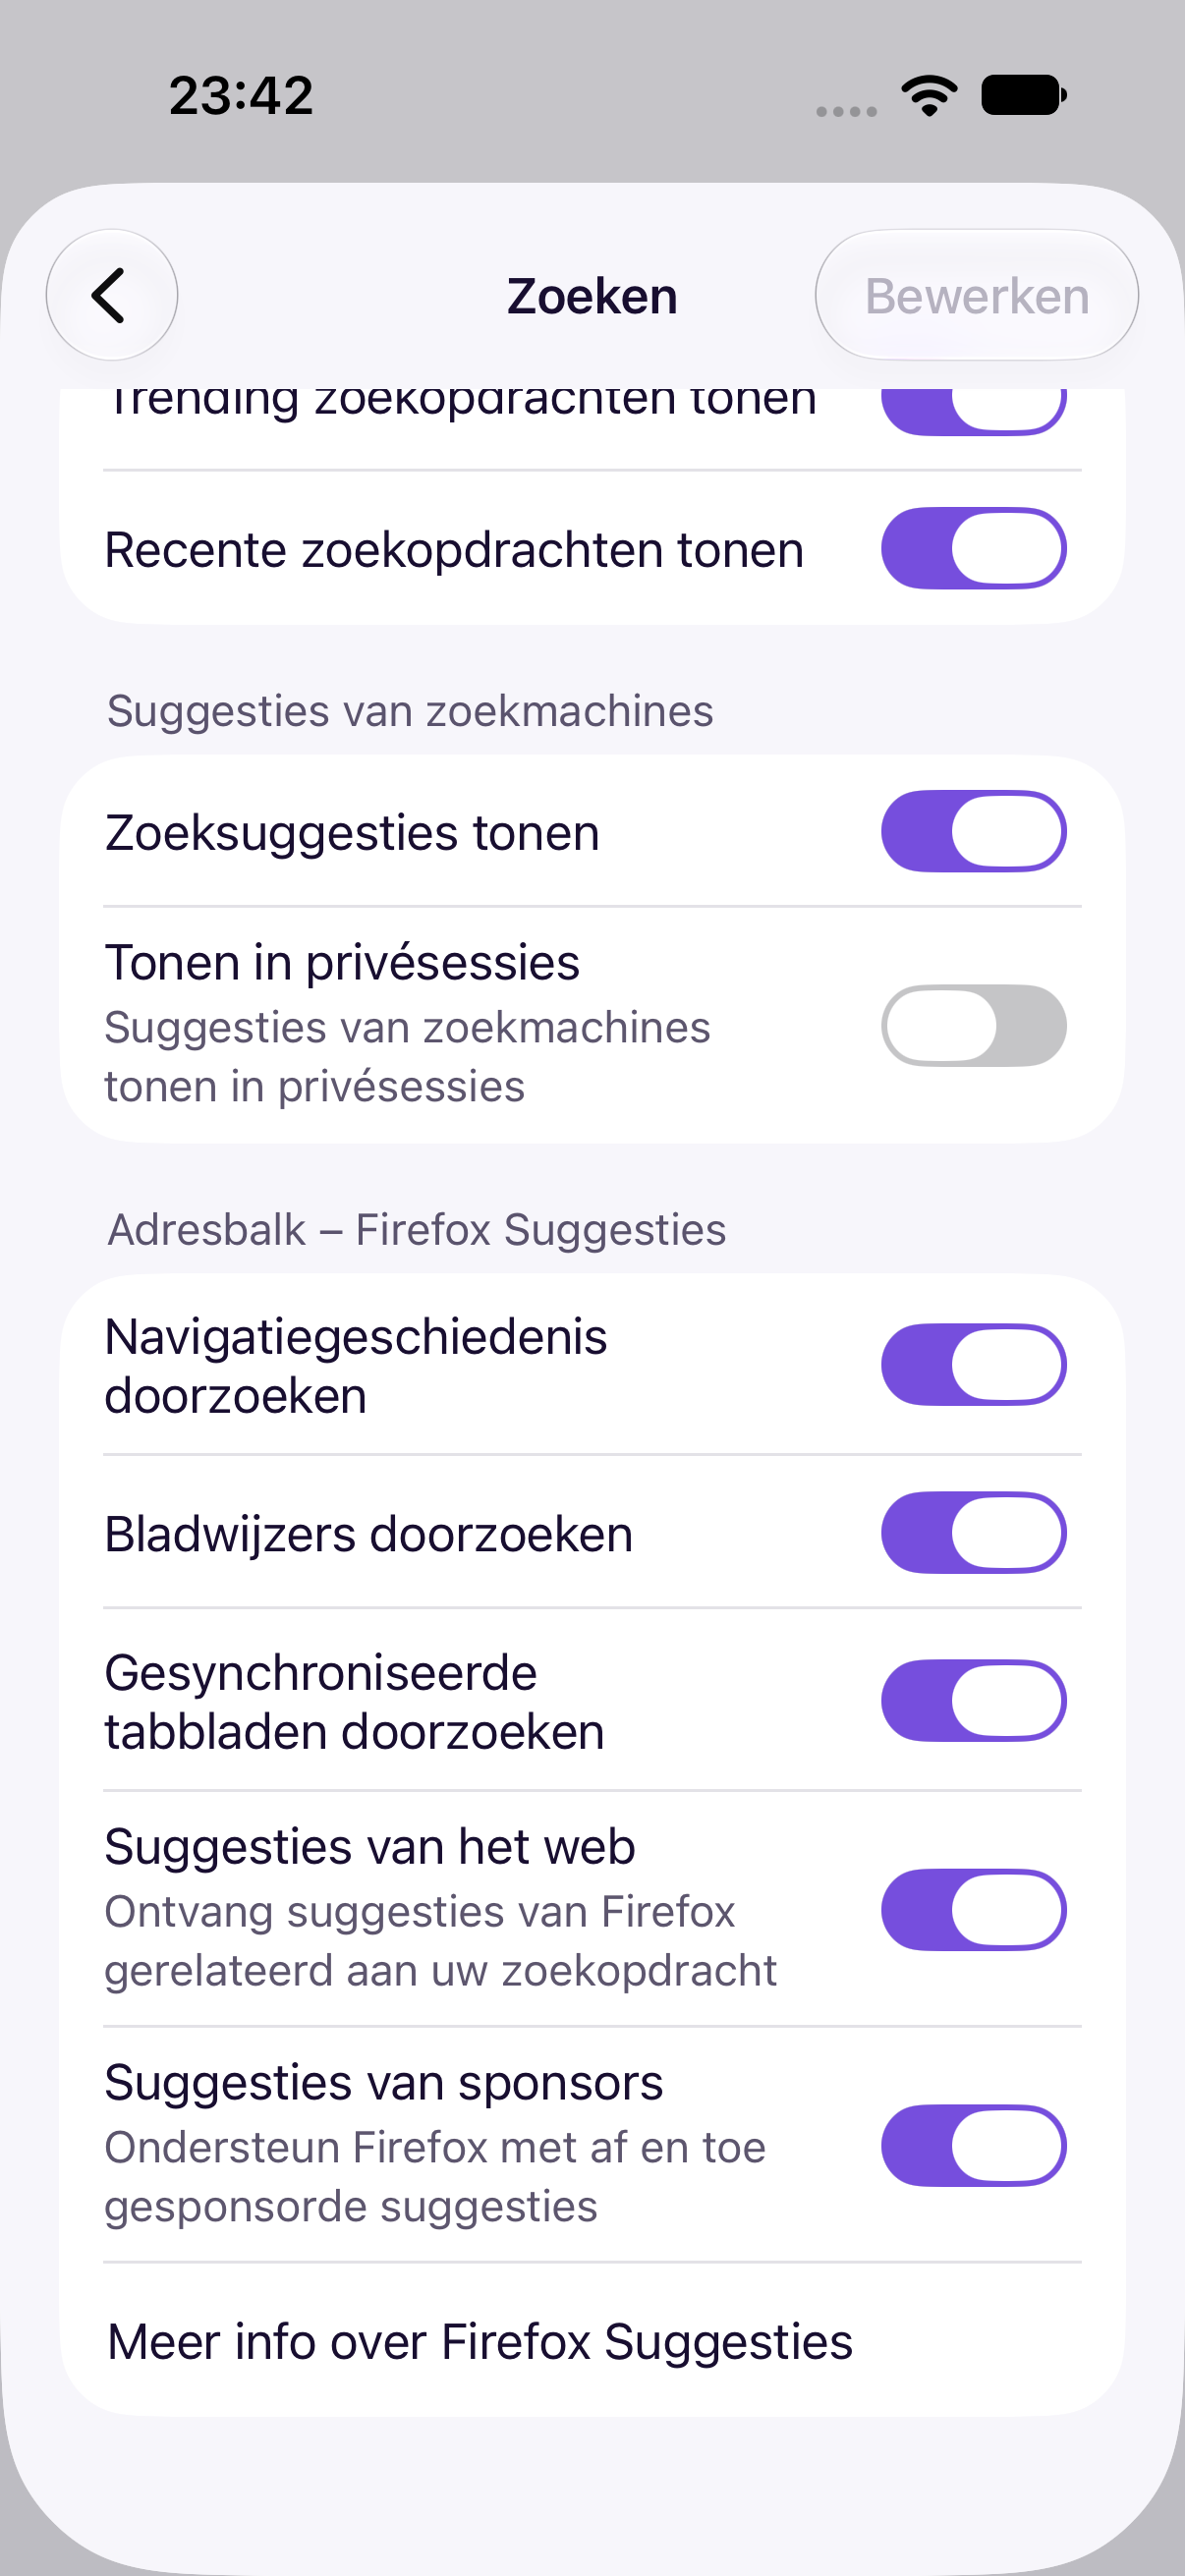 23:42
Zoeken
Bewerken
Trending zoekopdrachten tonen
Recente zoekopdrachten tonen
Suggesties van zoekmachines
Zoeksuggesties tonen
Tonen in privésessies
Suggesties van zoekmachines
tonen in privésessies
Adresbalk – Firefox Suggesties
Navigatiegeschiedenis
doorzoeken
Bladwijzers doorzoeken
Gesynchroniseerde
tabbladen doorzoeken
Suggesties van het web
Ontvang suggesties van Firefox
gerelateerd aan uw zoekopdracht
Suggesties van sponsors
Ondersteun Firefox met af en toe
gesponsorde suggesties
Meer info over Firefox Suggesties